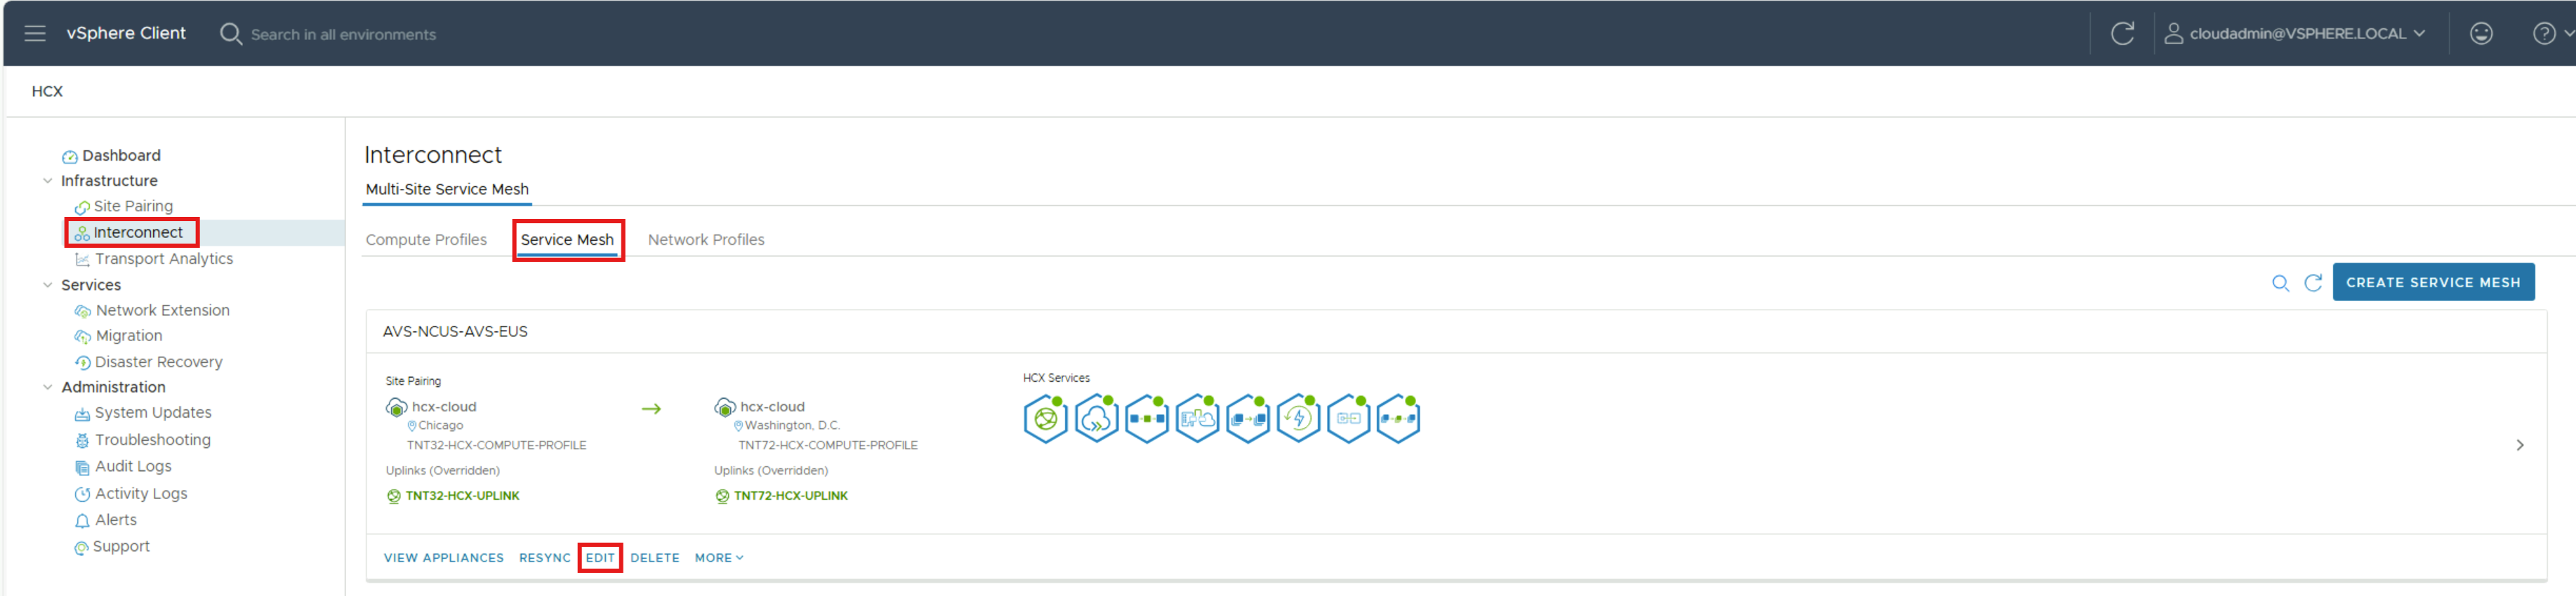 vSphere Client
Search in all environments
cloudadmin@VSPHERE.LOCAL
HCX
Dashboard
Infrastructure
Site Pairing
Interconnect
Transport Analytics
Services
Network Extension
Migration
Disaster Recovery
Administration
System Updates
Troubleshooting
Audit Logs
Activity Logs
Alerts
Support
Interconnect
Multi-Site Service Mesh
Compute Profiles Service Mesh Network Profiles
CREATE SERVICE MESH
AVS-NCUS-AVS-EUS
Site Pairing
hcx-cloud
Chicago
TNT32-HCX-COMPUTE-PROFILE
Uplinks (Overridden)
TNT32-HCX-UPLINK
hcx-cloud
Washington, D.C.
TNT72-HCX-COMPUTE-PROFILE
Uplinks (Overridden)
TNT72-HCX-UPLINK
HCX Services
VIEW APPLIANCES RESYNC EDIT DELETE MORE